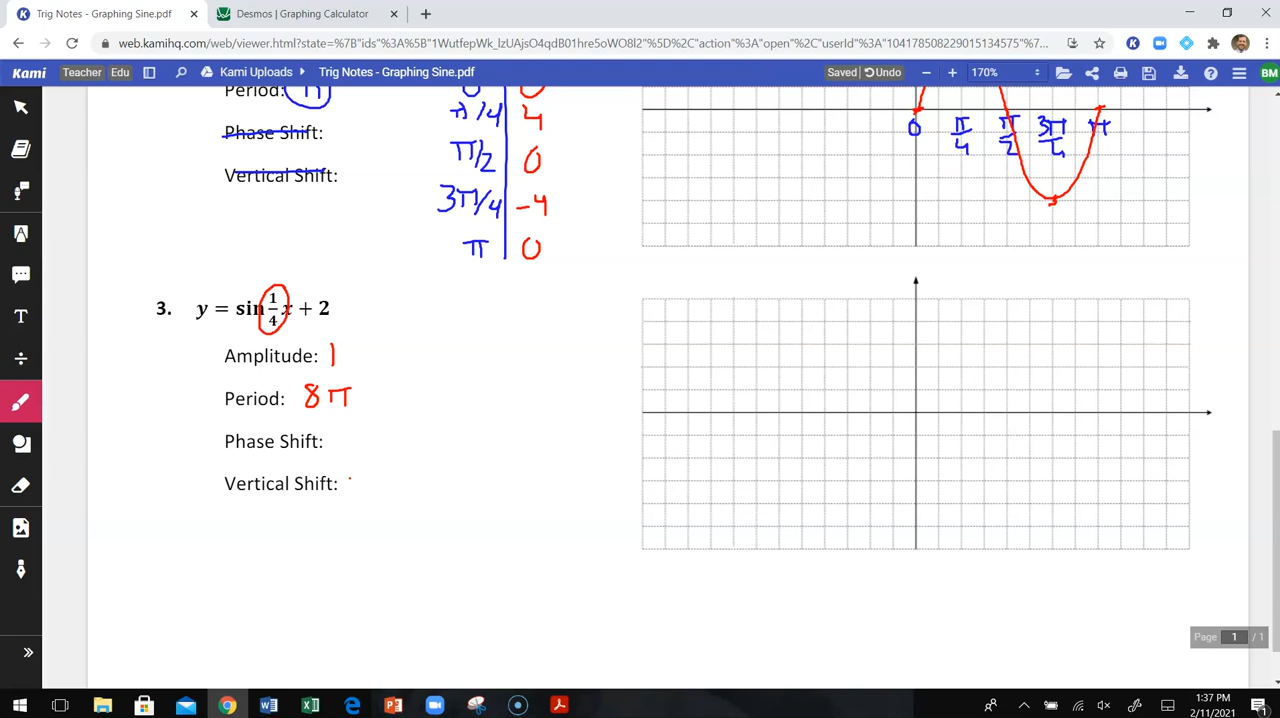 Trig Notes - Graphing Sine.pdf
Desmos | Graphing Calculator
web.kamihq.com/web/viewer.html?state=%7B"ids"%3A%5B"1WutfepWk_lzUAjsO4qdB01hre5oWO8l2"%5D%2C"action"%3A"open"%2C"userId"%3A"104178508229015134575"%...
Kami Teacher Edu Kami Uploads Trig Notes - Graphing Sine.pdf Saved Undo 170%
BM
Period: π
0 0
π/4 4
π/2 0
3π/4 -4
π 0
Phase Shift:
Vertical Shift:
0 π/4 π/2 3π/4 π
3. y = sin 1/4 x + 2
Amplitude: 1
Period: 8π
Phase Shift:
Vertical Shift:
Page 1 / 1
1:37 PM
2/11/2021
1